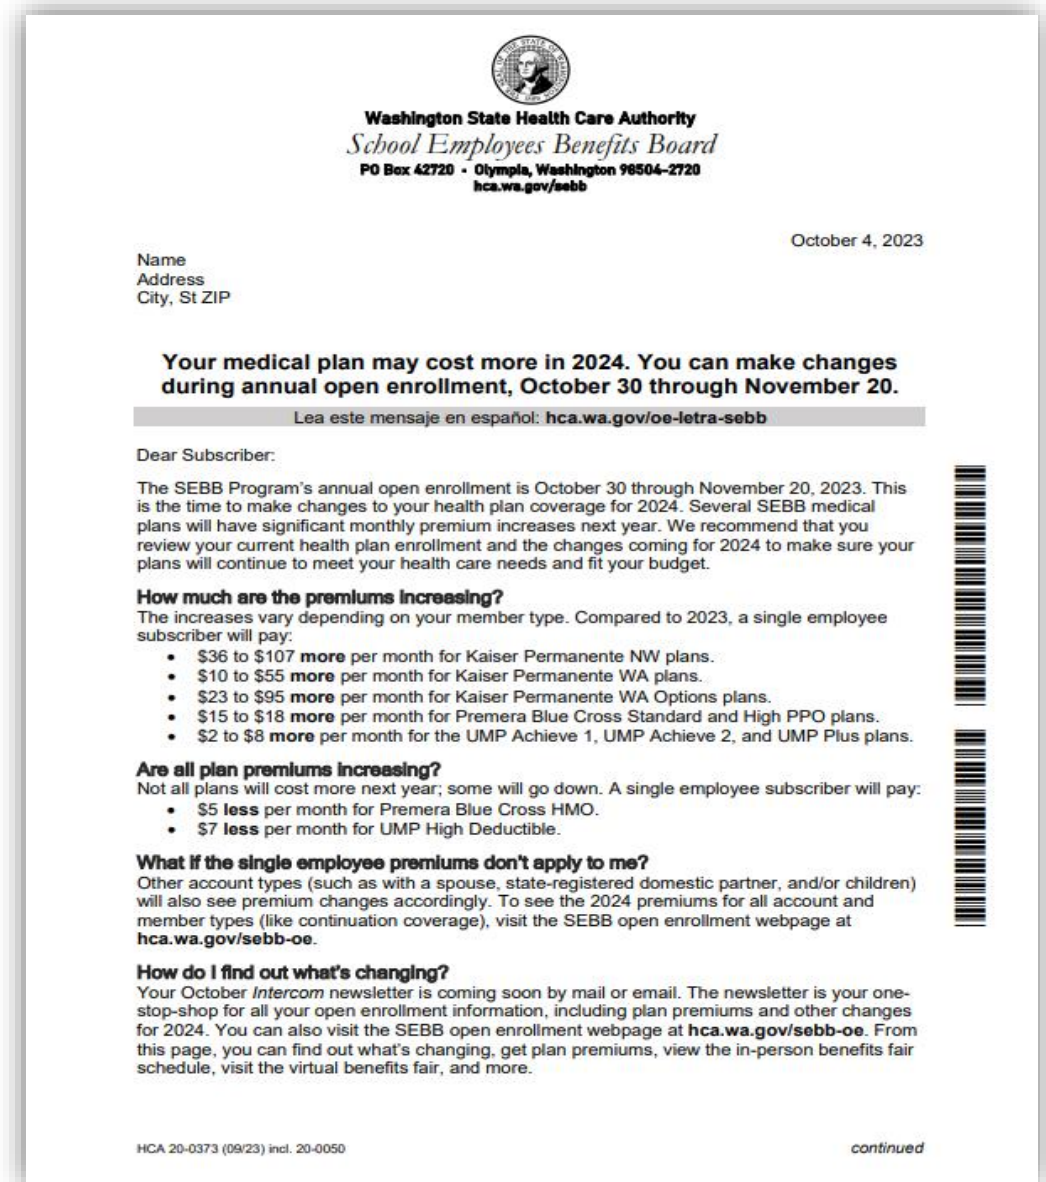 Washington State Health Care Authority
School Employees Benefits Board
PO Box 42720 • Olympia, Washington 98504–2720
hca.wa.gov/sebb
October 4, 2023
Name
Address
City, St ZIP
Your medical plan may cost more in 2024. You can make changes
during annual open enrollment, October 30 through November 20.
Lea este mensaje en español: hca.wa.gov/oe-letra-sebb
Dear Subscriber:
The SEBB Program’s annual open enrollment is October 30 through November 20, 2023. This
is the time to make changes to your health plan coverage for 2024. Several SEBB medical
plans will have significant monthly premium increases next year. We recommend that you
review your current health plan enrollment and the changes coming for 2024 to make sure your
plans will continue to meet your health care needs and fit your budget.
How much are the premiums increasing?
The increases vary depending on your member type. Compared to 2023, a single employee
subscriber will pay:
• $36 to $107 more per month for Kaiser Permanente NW plans.
• $10 to $55 more per month for Kaiser Permanente WA plans.
• $23 to $95 more per month for Kaiser Permanente WA Options plans.
• $15 to $18 more per month for Premera Blue Cross Standard and High PPO plans.
• $2 to $8 more per month for the UMP Achieve 1, UMP Achieve 2, and UMP Plus plans.
Are all plan premiums increasing?
Not all plans will cost more next year; some will go down. A single employee subscriber will pay:
• $5 less per month for Premera Blue Cross HMO.
• $7 less per month for UMP High Deductible.
What if the single employee premiums don’t apply to me?
Other account types (such as with a spouse, state-registered domestic partner, and/or children)
will also see premium changes accordingly. To see the 2024 premiums for all account and
member types (like continuation coverage), visit the SEBB open enrollment webpage at
hca.wa.gov/sebb-oe.
How do I find out what’s changing?
Your October Intercom newsletter is coming soon by mail or email. The newsletter is your one-
stop-shop for all your open enrollment information, including plan premiums and other changes
for 2024. You can also visit the SEBB open enrollment webpage at hca.wa.gov/sebb-oe. From
this page, you can find out what’s changing, get plan premiums, view the in-person benefits fair
schedule, visit the virtual benefits fair, and more.
HCA 20-0373 (09/23) incl. 20-0050
continued